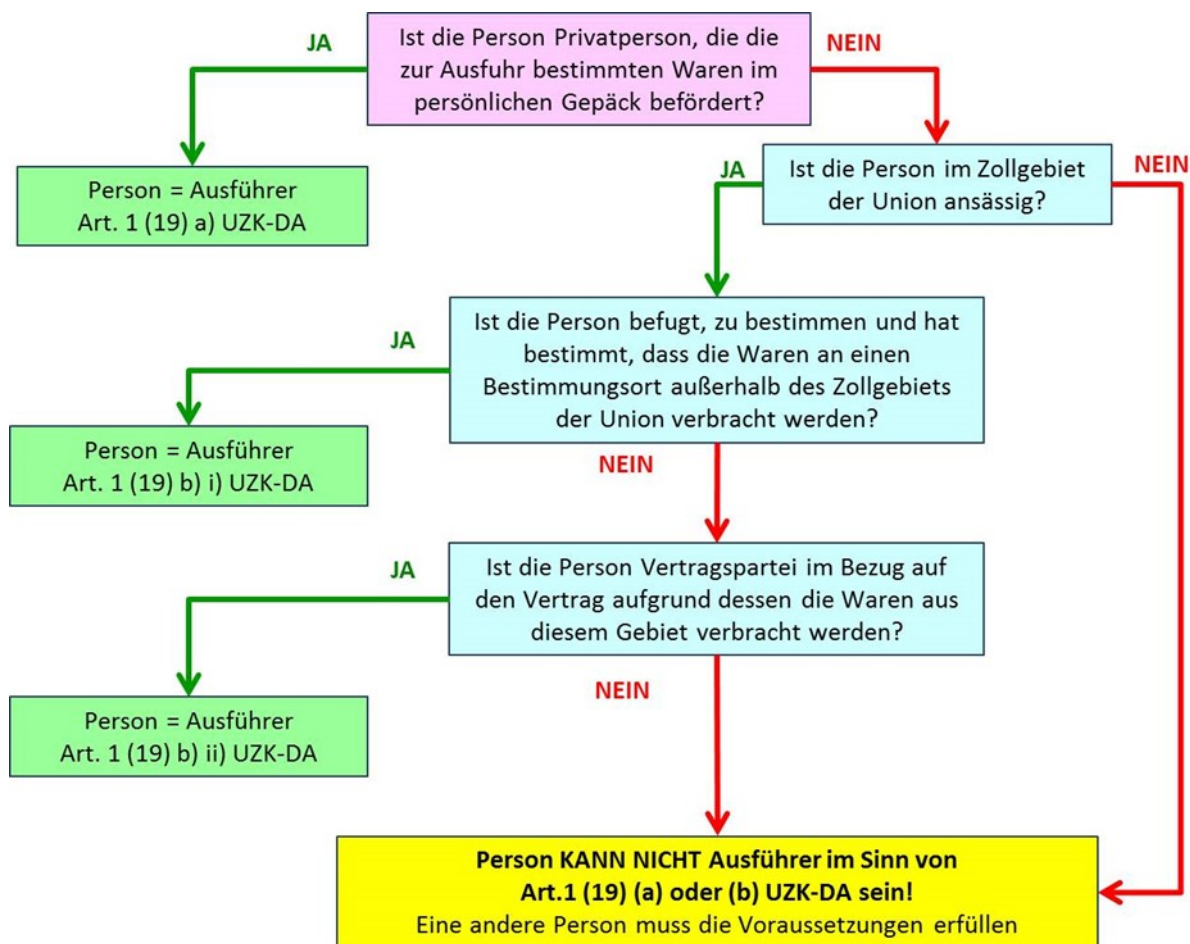 JA
Ist die Person Privatperson, die die
zur Ausfuhr bestimmten Waren im
persönlichen Gepäck befördert?
NEIN
Person = Ausführer
Art. 1 (19) a) UZK-DA
JA
Ist die Person im Zollgebiet
der Union ansässig?
NEIN
JA
Ist die Person befugt, zu bestimmen und hat
bestimmt, dass die Waren an einen
Bestimmungsort außerhalb des Zollgebiets
der Union verbracht werden?
Person = Ausführer
Art. 1 (19) b) i) UZK-DA
NEIN
JA
Ist die Person Vertragspartei im Bezug auf
den Vertrag aufgrund dessen die Waren aus
diesem Gebiet verbracht werden?
Person = Ausführer
Art. 1 (19) b) ii) UZK-DA
NEIN
Person KANN NICHT Ausführer im Sinn von
Art.1 (19) (a) oder (b) UZK-DA sein!
Eine andere Person muss die Voraussetzungen erfüllen